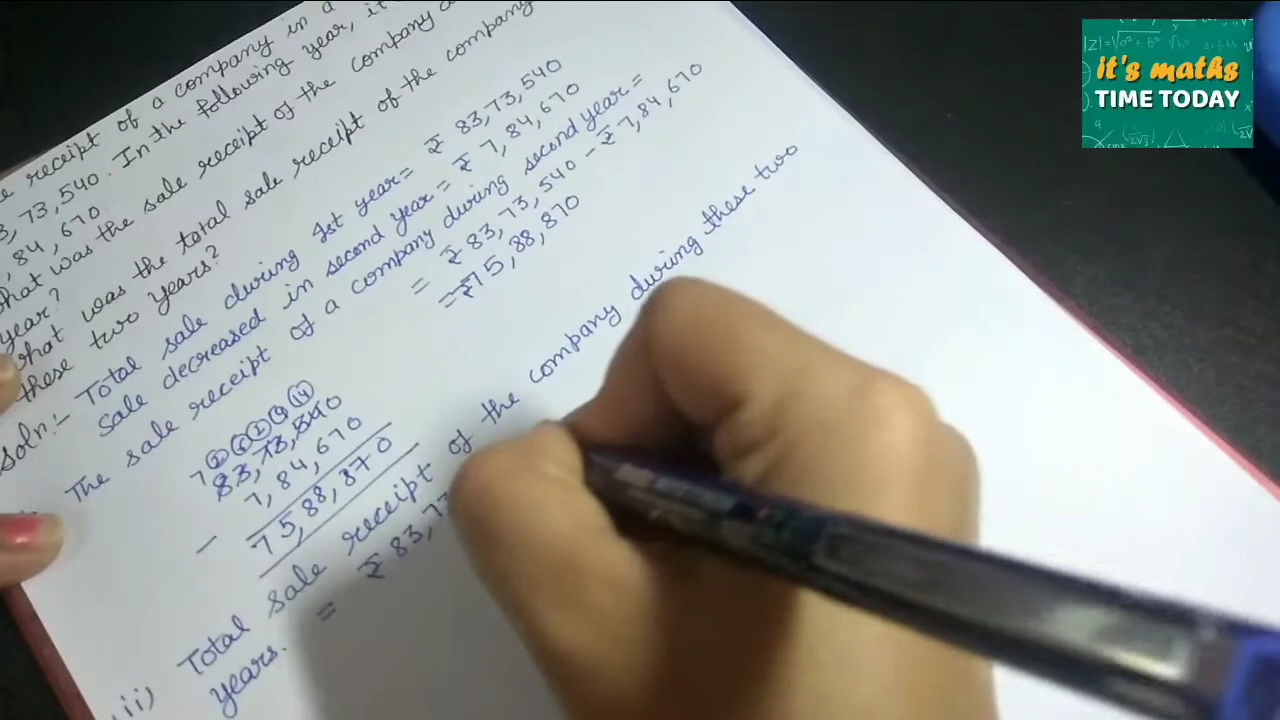 receipt of a company in a
3,73,540. In the following year, it
,84,670.
what was the sale receipt of the company
year?
what was the total sale receipt of the company
these two years?
Soln:- Total sale during 1st year= ₹ 83,73,540
Sale decreased in second year = ₹ 7,84,670
The sale receipt of a company during second year =
= ₹ 83,73,540 - ₹ 7,84,670
= ₹75,88,870
83,73,540
- 7,84,670
75,88,870
ii) Total sale receipt of the company during these two
years.
= ₹ 83,73
|Z|=√a²+b²
it's maths
TIME TODAY